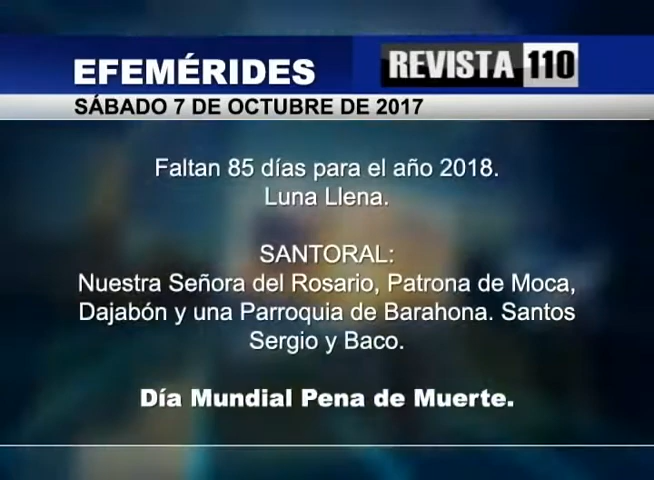 EFEMÉRIDES
REVISTA 110
SÁBADO 7 DE OCTUBRE DE 2017
Faltan 85 días para el año 2018.
Luna Llena.
SANTORAL:
Nuestra Señora del Rosario, Patrona de Moca,
Dajabón y una Parroquia de Barahona. Santos
Sergio y Baco.
Día Mundial Pena de Muerte.